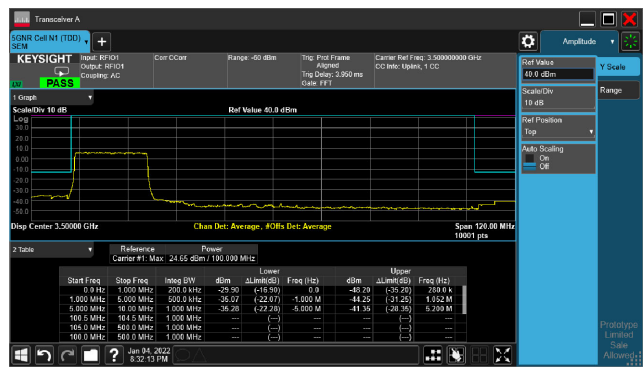 Transceiver A
5GNR Cell N1 (TDD)
SEM
Amplitude
KEYSIGHT
Input: RFIO1
Output: RFIO1
Coupling: AC
Corr CCorr
Range: -60 dBm
Trig: Prot Frame
Aligned
Trig Delay: 3.950 ms
Gate: FFT
Carrier Ref Freq: 3.500000000 GHz
CC Info: Uplink, 1 CC
PASS
Ref Value
40.0 dBm
Y Scale
Scale/Div
10 dB
Range
Ref Position
Top
Auto Scaling
On
Off
1 Graph
Scale/Div 10 dB
Ref Value 40.0 dBm
Log
30.0
20.0
10.0
0.00
-10.0
-20.0
-30.0
-40.0
-50.0
Disp Center 3.50000 GHz
Chan Det: Average, #Offs Det: Average
Span 120.00 MHz
10001 pts
2 Table
Reference Power
Carrier #1: Max 24.65 dBm / 100.000 MHz
Lower Upper
Start Freq Stop Freq Integ BW dBm ΔLimit(dB) Freq (Hz) dBm ΔLimit(dB) Freq (Hz)
0.0 Hz 1.000 MHz 200.0 kHz -29.90 (-16.90) 0.0 -48.20 (-35.20) 280.0 k
1.000 MHz 5.000 MHz 500.0 kHz -35.07 (-22.07) -1.000 M -44.25 (-31.25) 1.052 M
5.000 MHz 10.00 MHz 1.000 MHz -35.28 (-22.28) -5.000 M -41.35 (-28.35) 5.200 M
100.5 MHz 104.5 MHz 1.000 MHz --- (---) --- --- (---) ---
105.0 MHz 500.0 MHz 1.000 MHz --- (---) --- --- (---) ---
100.0 MHz 500.0 MHz 1.000 MHz --- (---) --- --- (---) ---
Prototype
Limited
Sale
Allowed
Jan 04, 2022
8:32:13 PM